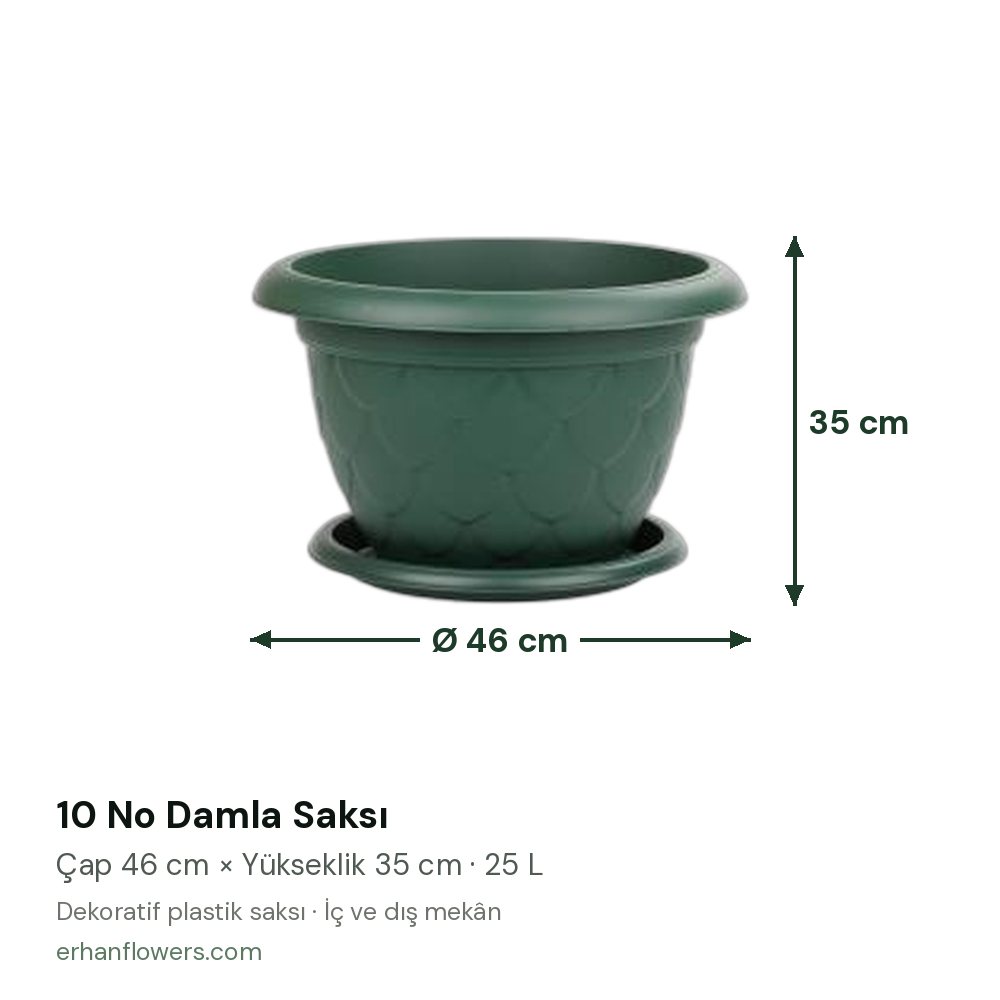 35 cm
Ø 46 cm
10 No Damla Saksı
Çap 46 cm × Yükseklik 35 cm · 25 L
Dekoratif plastik saksı · İç ve dış mekân
erhanflowers.com